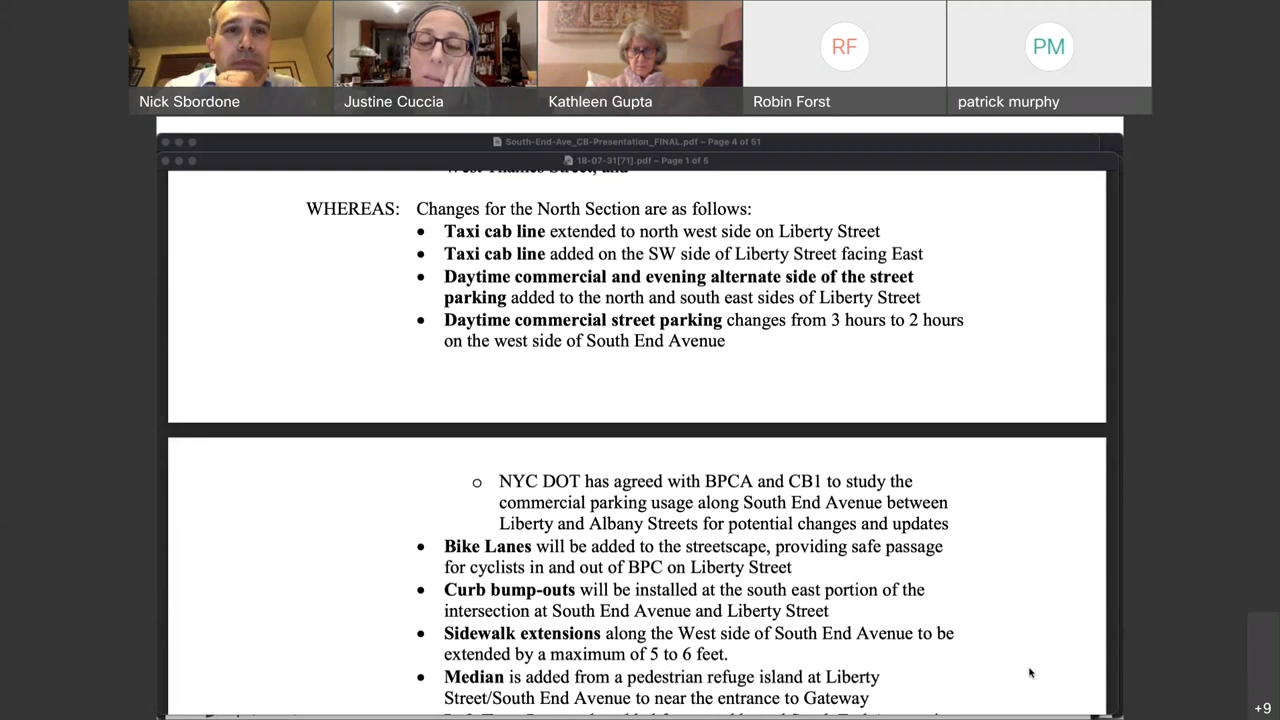 RF
PM
Nick Sbordone
Justine Cuccia
Kathleen Gupta
Robin Forst
patrick murphy
South-End-Ave_CB-Presentation_FINAL.pdf – Page 4 of 51
18-07-31[71].pdf – Page 1 of 5
West Thames Street, and
WHEREAS: Changes for the North Section are as follows:
• Taxi cab line extended to north west side on Liberty Street
• Taxi cab line added on the SW side of Liberty Street facing East
• Daytime commercial and evening alternate side of the street
parking added to the north and south east sides of Liberty Street
• Daytime commercial street parking changes from 3 hours to 2 hours
on the west side of South End Avenue
o NYC DOT has agreed with BPCA and CB1 to study the
commercial parking usage along South End Avenue between
Liberty and Albany Streets for potential changes and updates
• Bike Lanes will be added to the streetscape, providing safe passage
for cyclists in and out of BPC on Liberty Street
• Curb bump-outs will be installed at the south east portion of the
intersection at South End Avenue and Liberty Street
• Sidewalk extensions along the West side of South End Avenue to be
extended by a maximum of 5 to 6 feet.
• Median is added from a pedestrian refuge island at Liberty
Street/South End Avenue to near the entrance to Gateway
+9